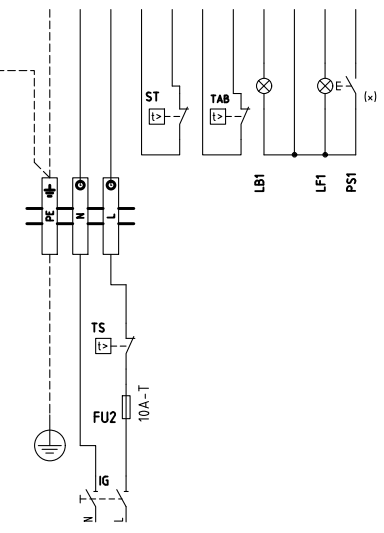 ST
t>
TAB
t>
E
(x)
LB1
LF1
PS1
PE
N
L
TS
t>
FU2
10A-T
IG
N
L